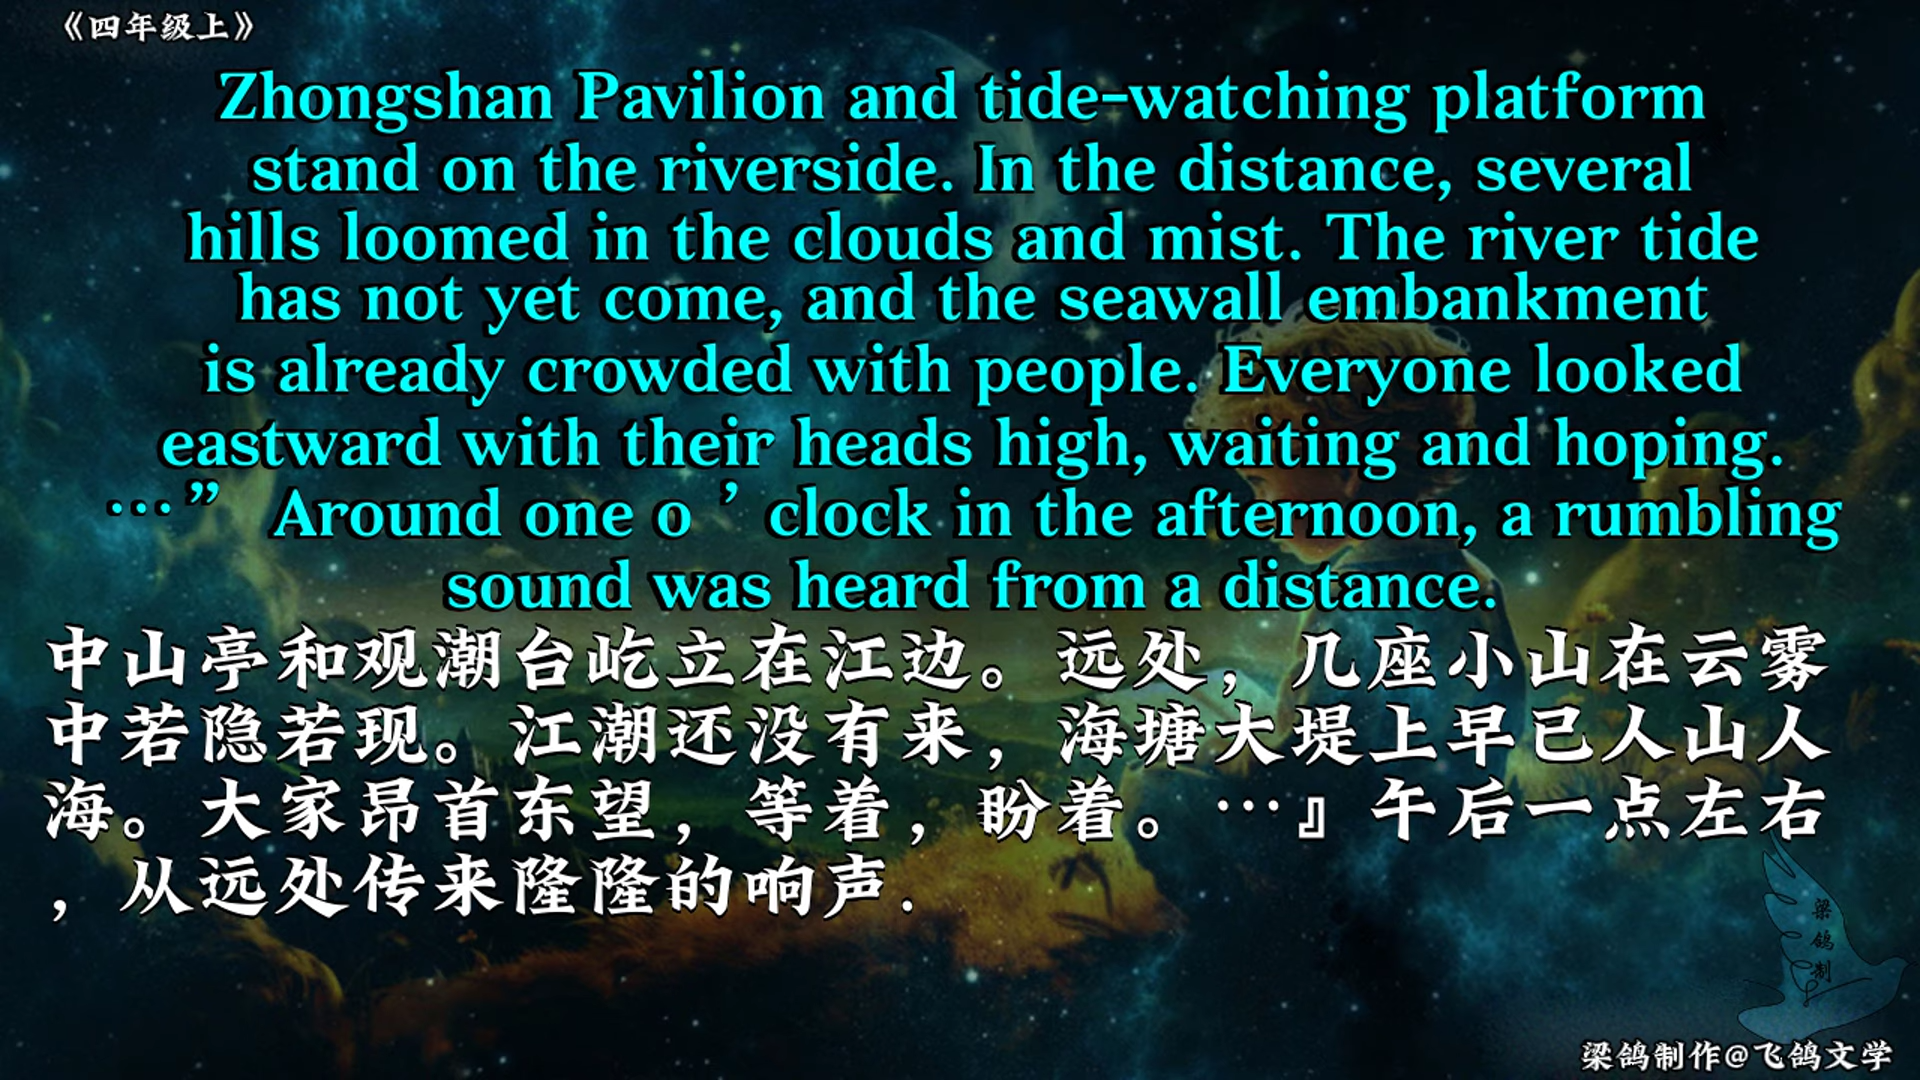 《四年级上》
Zhongshan Pavilion and tide-watching platform
stand on the riverside. In the distance, several
hills loomed in the clouds and mist. The river tide
has not yet come, and the seawall embankment
is already crowded with people. Everyone looked
eastward with their heads high, waiting and hoping.
…” Around one o ’ clock in the afternoon, a rumbling
sound was heard from a distance.
中山亭和观潮台屹立在江边。远处，几座小山在云雾
中若隐若现。江潮还没有来，海塘大堤上早已人山人
海。大家昂首东望，等着，盼着。…』午后一点左右
，从远处传来隆隆的响声.
梁
鸽
制
梁鸽制作@飞鸽文学